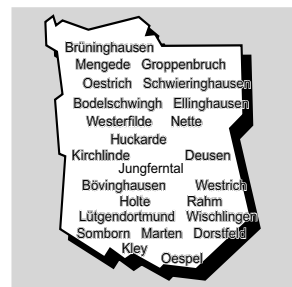 Brüninghausen
Mengede Groppenbruch
Oestrich Schwieringhausen
Bodelschwingh Ellinghausen
Westerfilde Nette
Huckarde
Kirchlinde Deusen
Jungferntal
Bövinghausen Westrich
Holte Rahm
Lütgendortmund Wischlingen
Somborn Marten Dorstfeld
Kley
Oespel